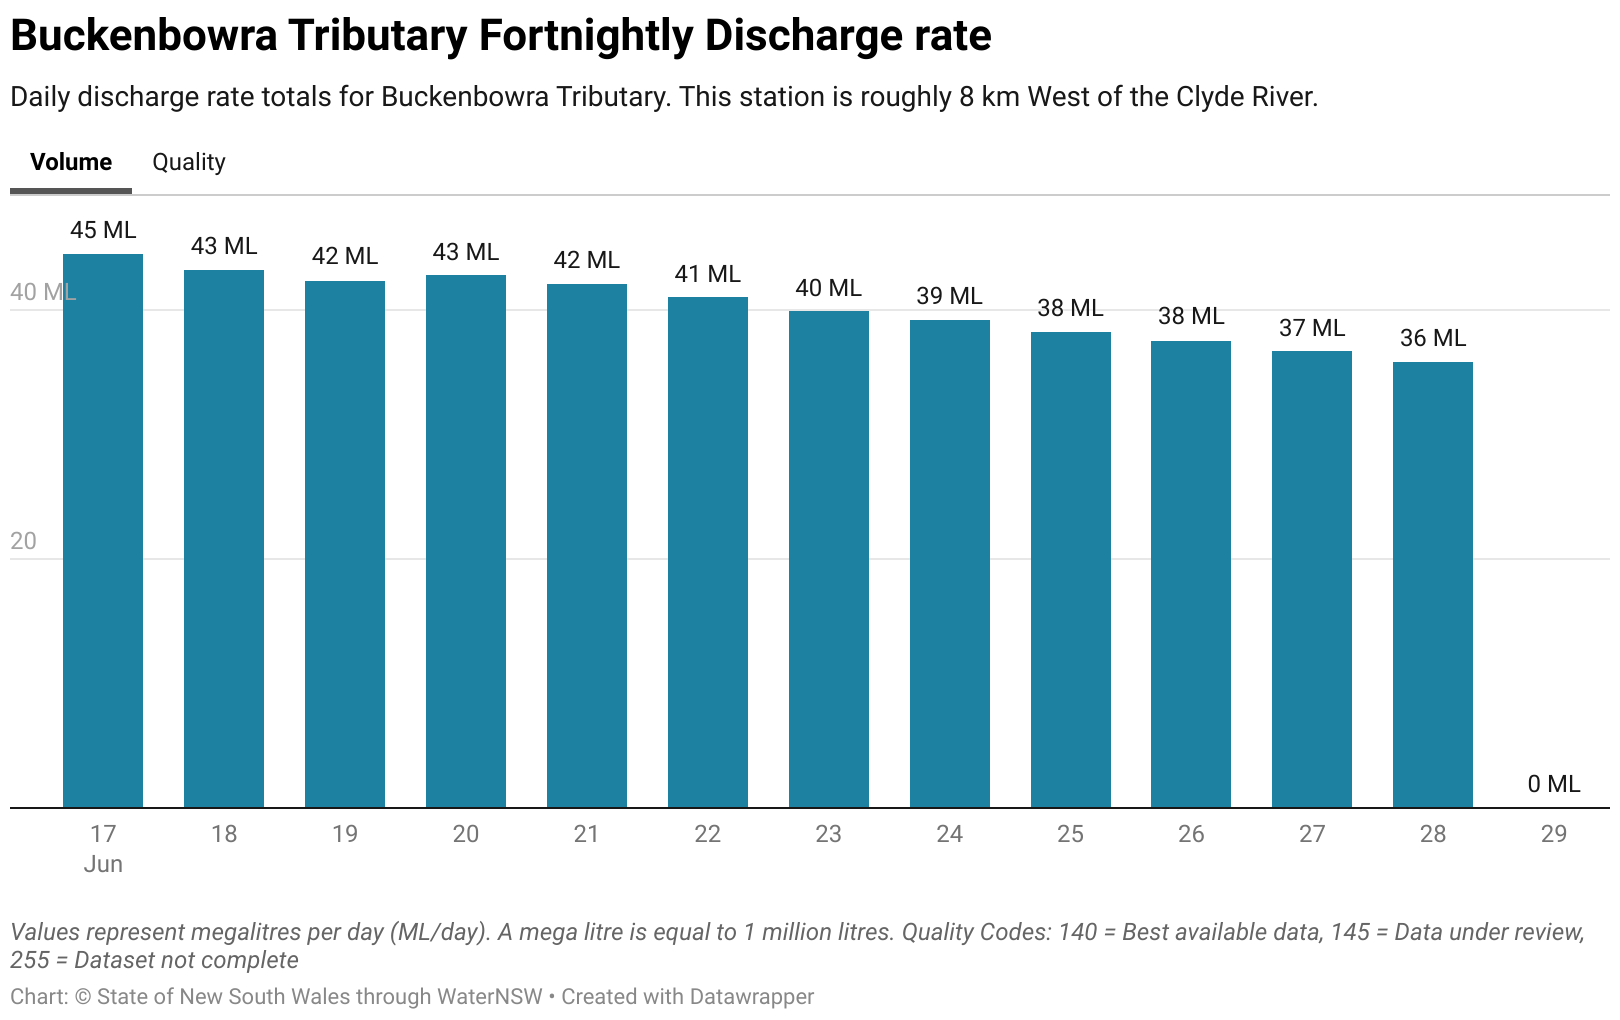 Buckenbowra Tributary Fortnightly Discharge rate
Daily discharge rate totals for Buckenbowra Tributary. This station is roughly 8 km West of the Clyde River.
Volume Quality
45 ML 43 ML 42 ML 43 ML 42 ML 41 ML 40 ML 39 ML 38 ML 38 ML 37 ML 36 ML 0 ML
40 ML
20
17 18 19 20 21 22 23 24 25 26 27 28 29
Jun
Values represent megalitres per day (ML/day). A mega litre is equal to 1 million litres. Quality Codes: 140 = Best available data, 145 = Data under review,
255 = Dataset not complete
Chart: © State of New South Wales through WaterNSW • Created with Datawrapper